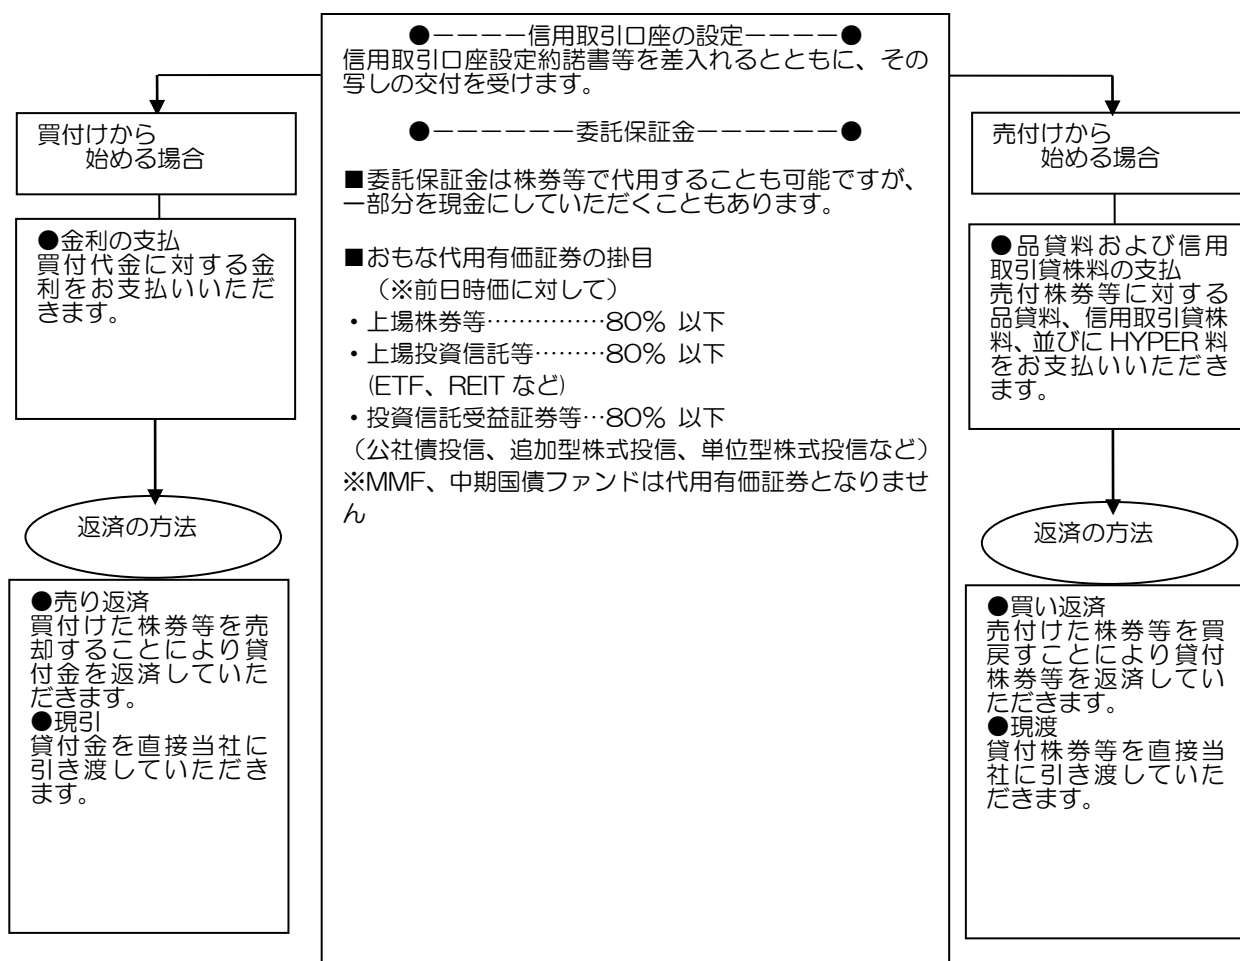 ●ーーーー信用取引口座の設定ーーーー●
信用取引口座設定約諾書等を差入れるとともに、その
写しの交付を受けます。
●ーーーーーー委託保証金ーーーーーー●
■委託保証金は株券等で代用することも可能ですが、
一部分を現金にしていただくこともあります。
■おもな代用有価証券の掛目
（※前日時価に対して）
・上場株券等……………80% 以下
・上場投資信託等………80% 以下
(ETF、REIT など)
・投資信託受益証券等…80% 以下
（公社債投信、追加型株式投信、単位型株式投信など）
※MMF、中期国債ファンドは代用有価証券となりませ
ん
買付けから
始める場合
●金利の支払
買付代金に対する金
利をお支払いいただ
きます。
返済の方法
●売り返済
買付けた株券等を売
却することにより貸
付金を返済していた
だきます。
●現引
貸付金を直接当社に
引き渡していただき
ます。
売付けから
始める場合
●品貸料および信用
取引貸株料の支払
売付株券等に対する
品貸料、信用取引貸株
料、並びに HYPER 料
をお支払いいただき
ます。
返済の方法
●買い返済
売付けた株券等を買
戻すことにより貸付
株券等を返済してい
ただきます。
●現渡
貸付株券等を直接当
社に引き渡していた
だきます。